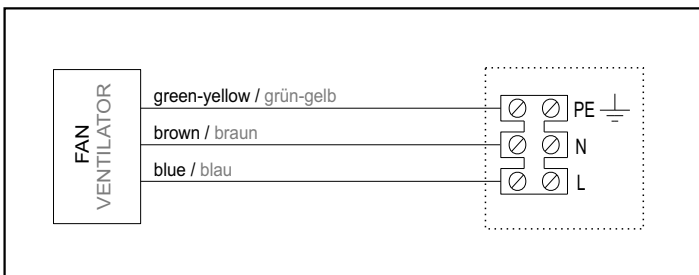 FAN
VENTILATOR
green-yellow / grün-gelb
brown / braun
blue / blau
PE
N
L